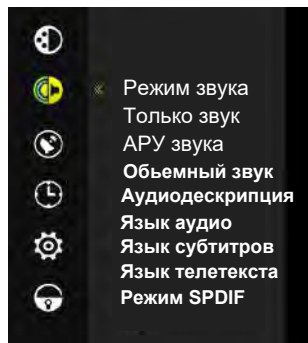 Режим звука
Только звук
АРУ звука
Обьемный звук
Аудиодескрипция
Язык аудио
Язык субтитров
Язык телетекста
Режим SPDIF